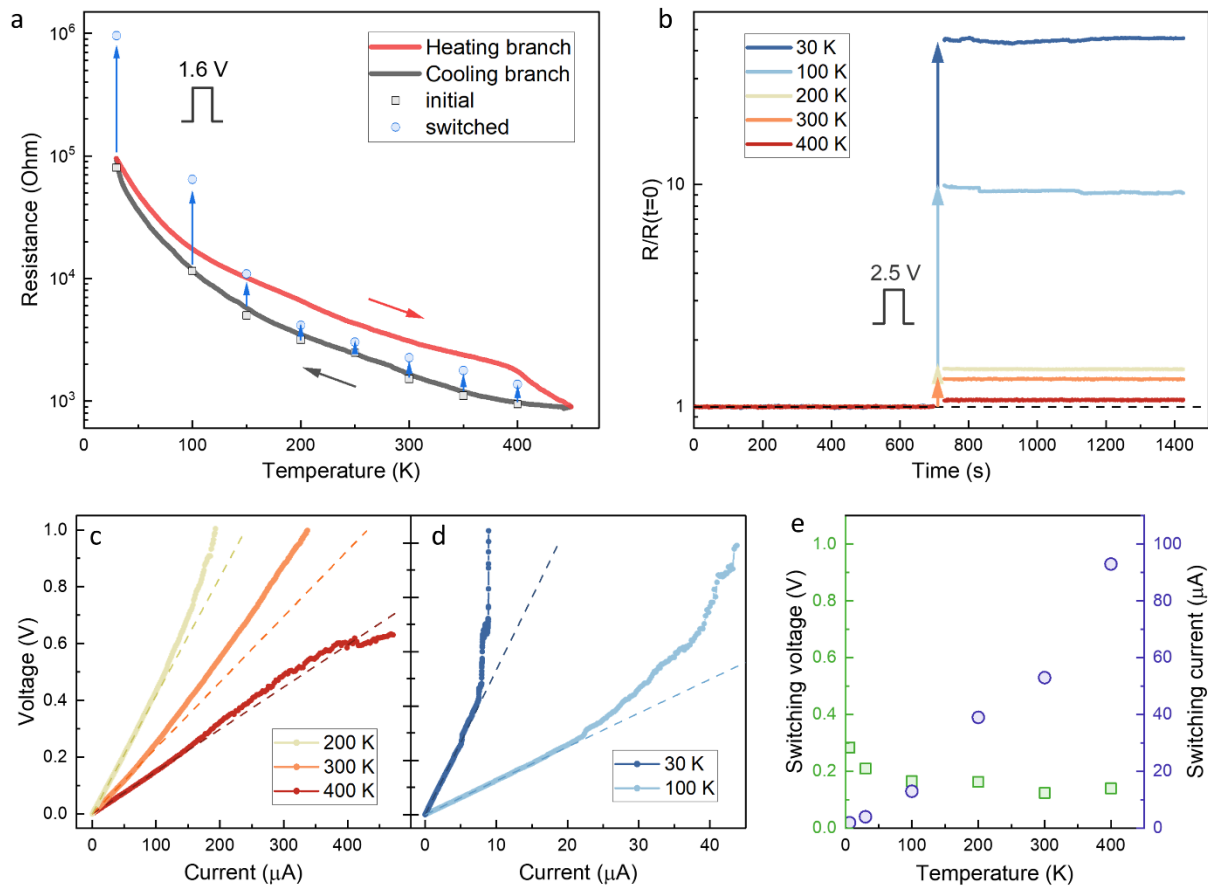 a
10⁶
10⁵
10⁴
10³
Resistance (Ohm)
0 100 200 300 400
Temperature (K)
1.6 V
Heating branch
Cooling branch
initial
switched
b
10
1
R/R(t=0)
0 200 400 600 800 1000 1200 1400
Time (s)
30 K
100 K
200 K
300 K
400 K
2.5 V
c
1.0
0.8
0.6
0.4
0.2
0.0
Voltage (V)
0 100 200 300 400
Current (μA)
200 K
300 K
400 K
d
0 10 20 30 40
Current (μA)
30 K
100 K
e
1.0
0.8
0.6
0.4
0.2
0.0
Switching voltage (V)
0 100 200 300 400
Temperature (K)
100
80
60
40
20
0
Switching current (μA)